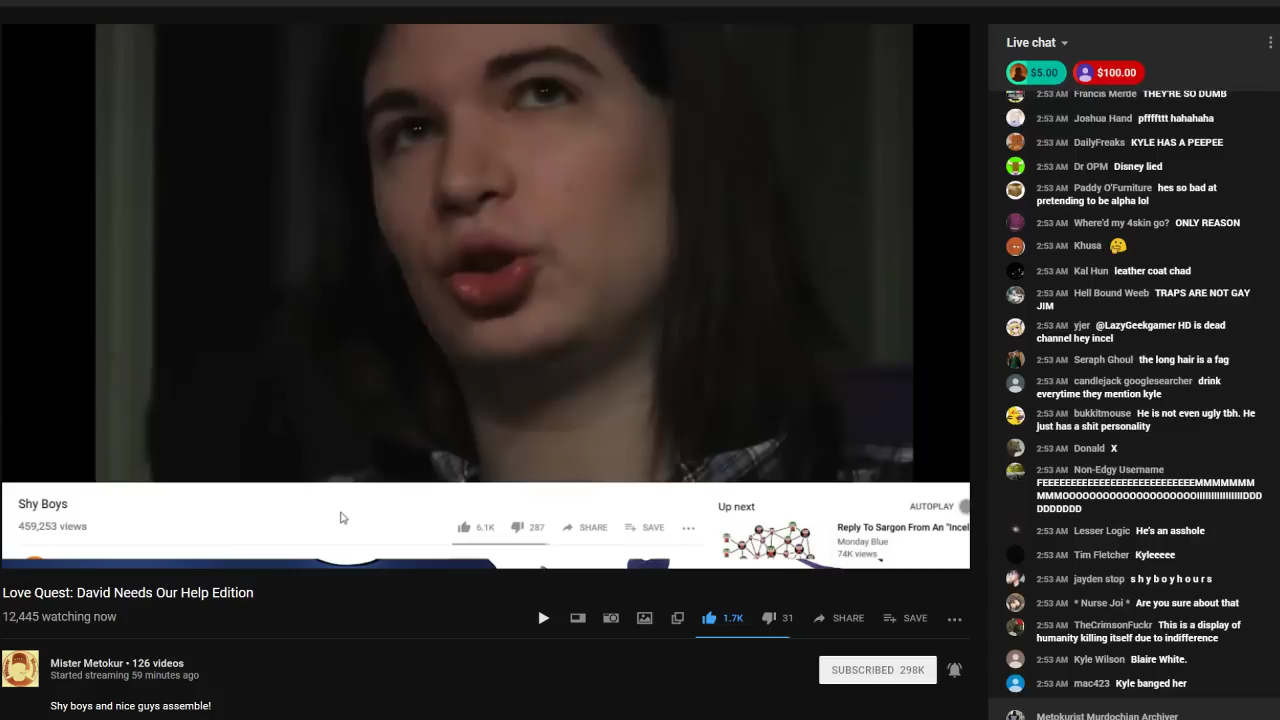 Shy Boys
459,253 views
6.1K
287
SHARE
SAVE
Up next
AUTOPLAY
Reply To Sargon From An "Incel
Monday Blue
74K views
Love Quest: David Needs Our Help Edition
12,445 watching now
1.7K
31
SHARE
SAVE
Mister Metokur • 126 videos
Started streaming 59 minutes ago
SUBSCRIBED 298K
Shy boys and nice guys assemble!
Live chat
$5.00
$100.00
2:53 AM Francis Merde THEY'RE SO DUMB
2:53 AM Joshua Hand pfffftt hahahaha
2:53 AM DailyFreaks KYLE HAS A PEEPEE
2:53 AM Dr OPM Disney lied
2:53 AM Paddy O'Furniture hes so bad at
pretending to be alpha lol
2:53 AM Where'd my 4skin go? ONLY REASON
2:53 AM Khusa
2:53 AM Kal Hun leather coat chad
2:53 AM Hell Bound Weeb TRAPS ARE NOT GAY
JIM
2:53 AM yjer @LazyGeekgamer HD is dead
channel hey incel
2:53 AM Seraph Ghoul the long hair is a fag
2:53 AM candlejack googlesearcher drink
everytime they mention kyle
2:53 AM bukkitmouse He is not even ugly tbh. He
just has a shit personality
2:53 AM Donald X
2:53 AM Non-Edgy Username
2:53 AM Lesser Logic He's an asshole
2:53 AM Tim Fletcher Kyleeeee
2:53 AM jayden stop s h y b o y h o u r s
2:53 AM * Nurse Joi * Are you sure about that
2:53 AM TheCrimsonFuckr This is a display of
humanity killing itself due to indifference
2:53 AM Kyle Wilson Blaire White.
2:53 AM mac423 Kyle banged her
Metokurist Murdochian Archiver